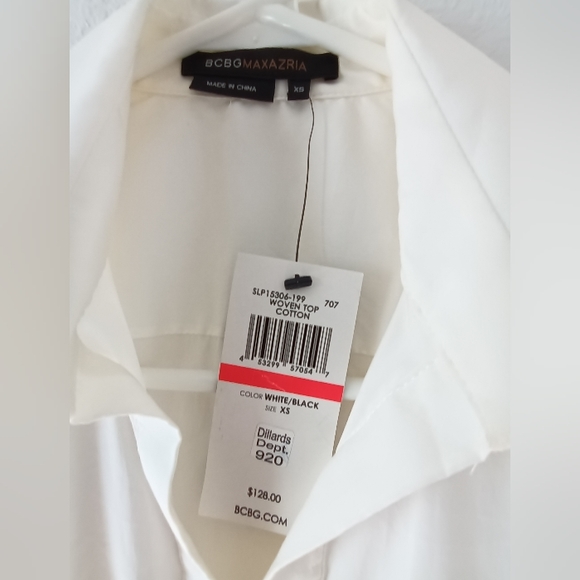 BCBGMAXAZRIA
MADE IN CHINA
XS
SLP15306-199 707
WOVEN TOP
COTTON
4 53299 57054 7
COLOR WHITE/BLACK
SIZE XS
Dillards
Dept.
920
$128.00
BCBG.COM